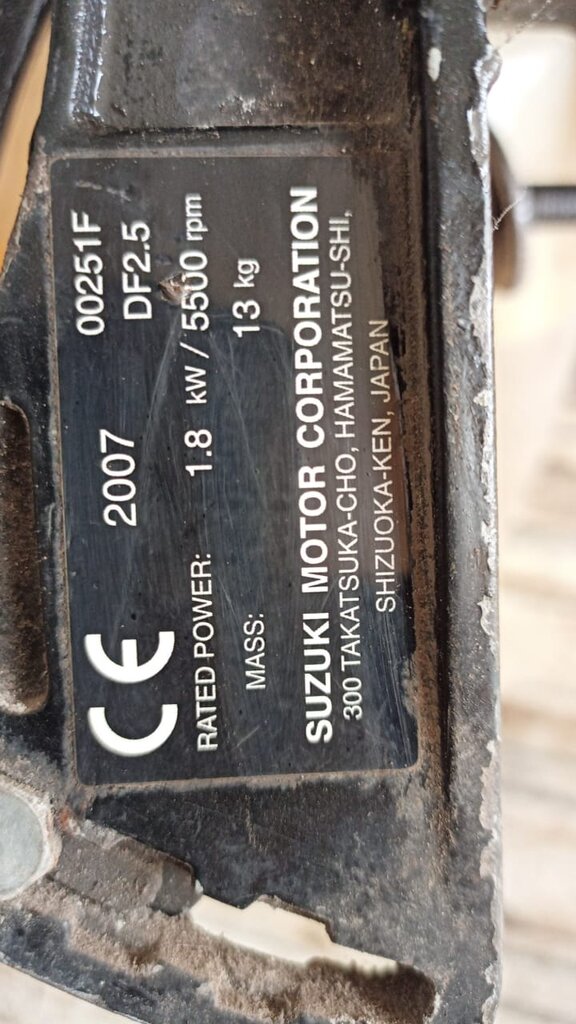 CE 2007 00251F
DF2.5
RATED POWER: 1.8 kW / 5500 rpm
MASS: 13 kg
SUZUKI MOTOR CORPORATION
300 TAKATSUKA-CHO, HAMAMATSU-SHI,
SHIZUOKA-KEN, JAPAN